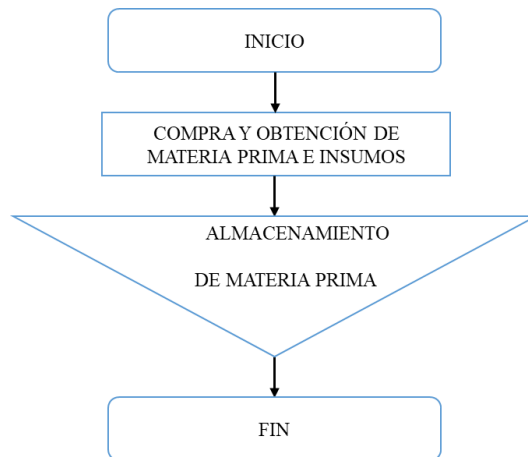 INICIO
COMPRA Y OBTENCIÓN DE
MATERIA PRIMA E INSUMOS
ALMACENAMIENTO
DE MATERIA PRIMA
FIN